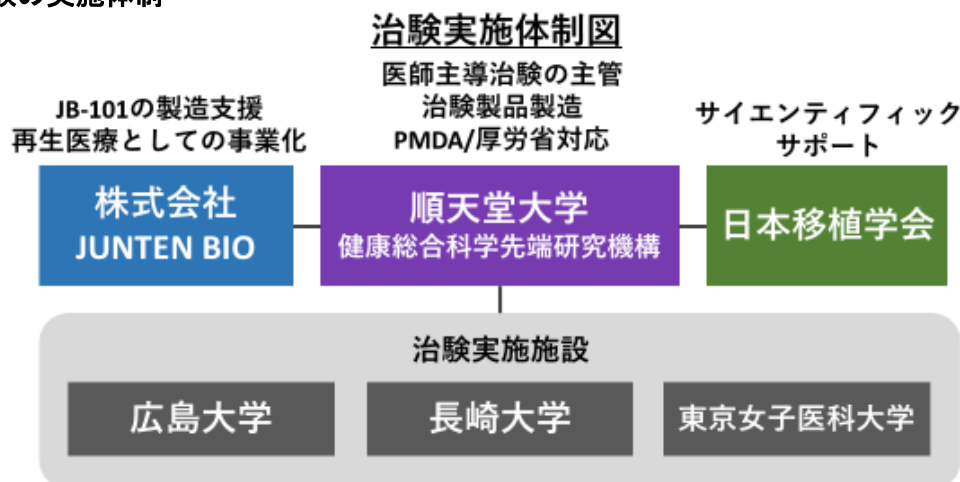 の実施体制
治験実施体制図
医師主導治験の主管
治験製品製造
PMDA/厚労省対応
JB-101の製造支援
再生医療としての事業化
サイエンティフィック
サポート
株式会社
JUNTEN BIO
順天堂大学
健康総合科学先端研究機構
日本移植学会
治験実施施設
広島大学
長崎大学
東京女子医科大学